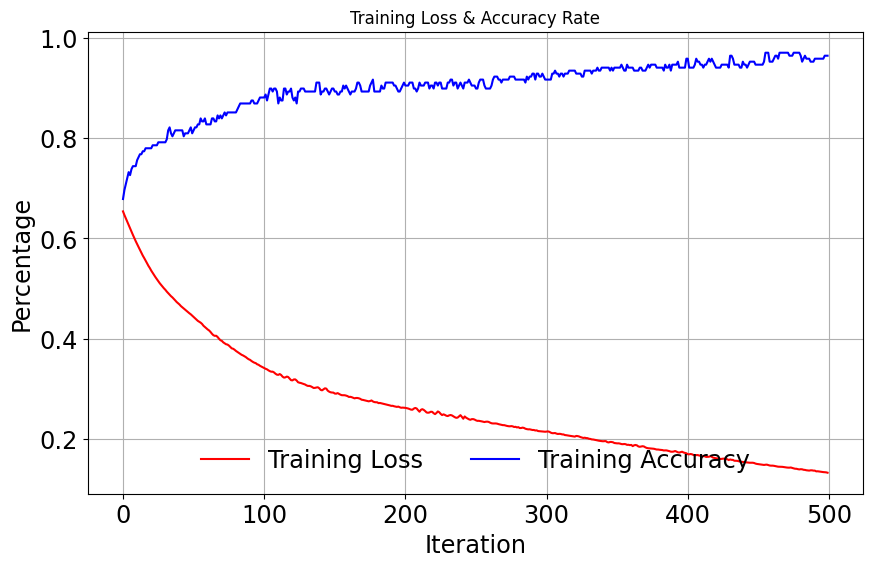 Training Loss & Accuracy Rate
1.0
0.8
0.6
0.4
0.2
Percentage
Training Loss Training Accuracy
0 100 200 300 400 500
Iteration